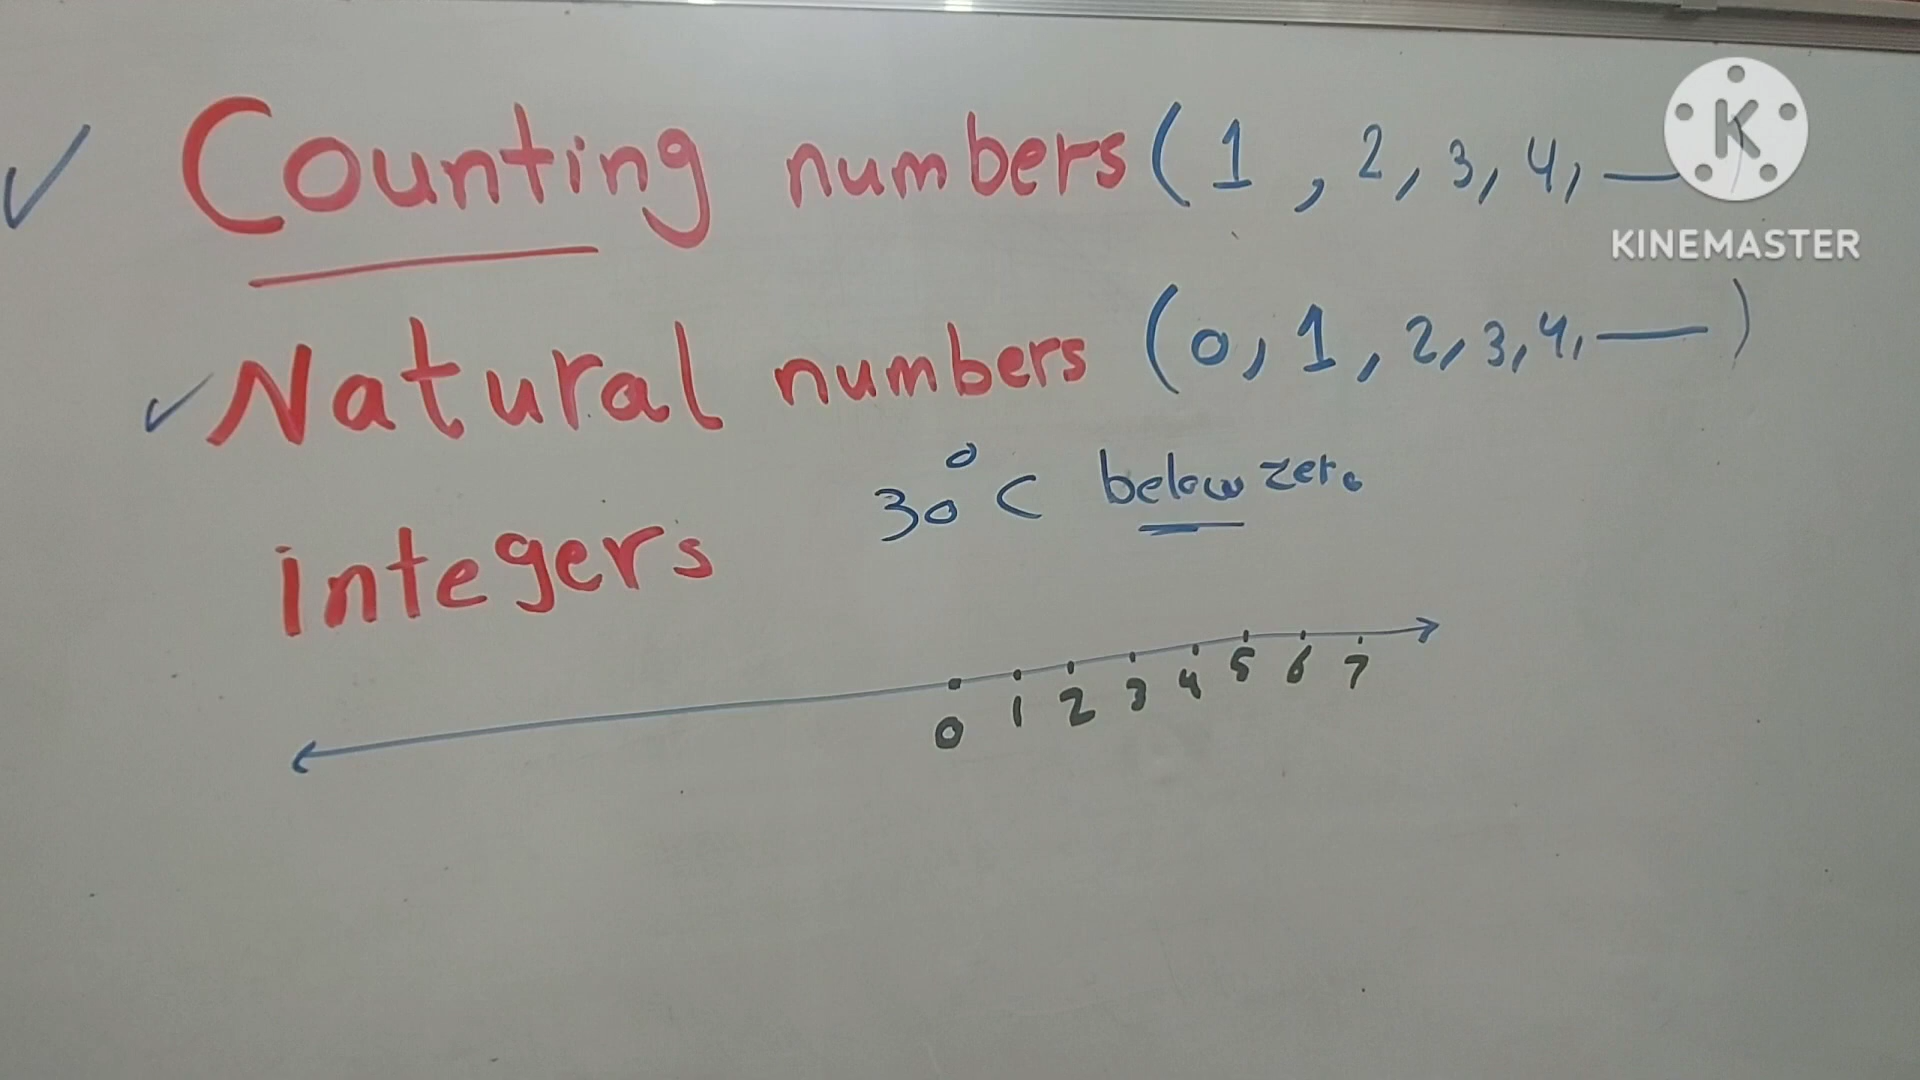 ✓ Counting numbers (1, 2, 3, 4, —
K
KINEMASTER
✓ Natural numbers (0, 1, 2, 3, 4, —)
30°C below zero
integers
0 1 2 3 4 5 6 7